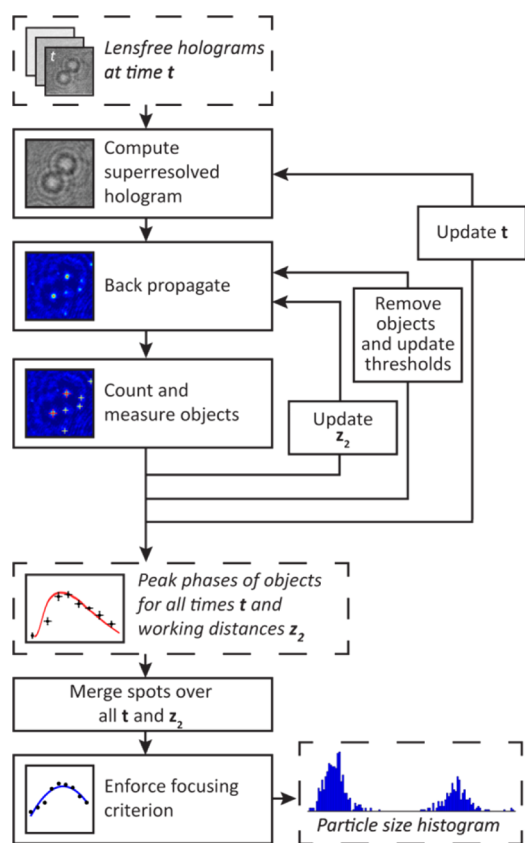 t
Lensfree holograms
at time t
Compute
superresolved
hologram
Update t
Back propagate
Remove
objects
and update
thresholds
Count and
measure objects
Update
z₂
Peak phases of objects
for all times t and
working distances z₂
Merge spots over
all t and z₂
Enforce focusing
criterion
Particle size histogram